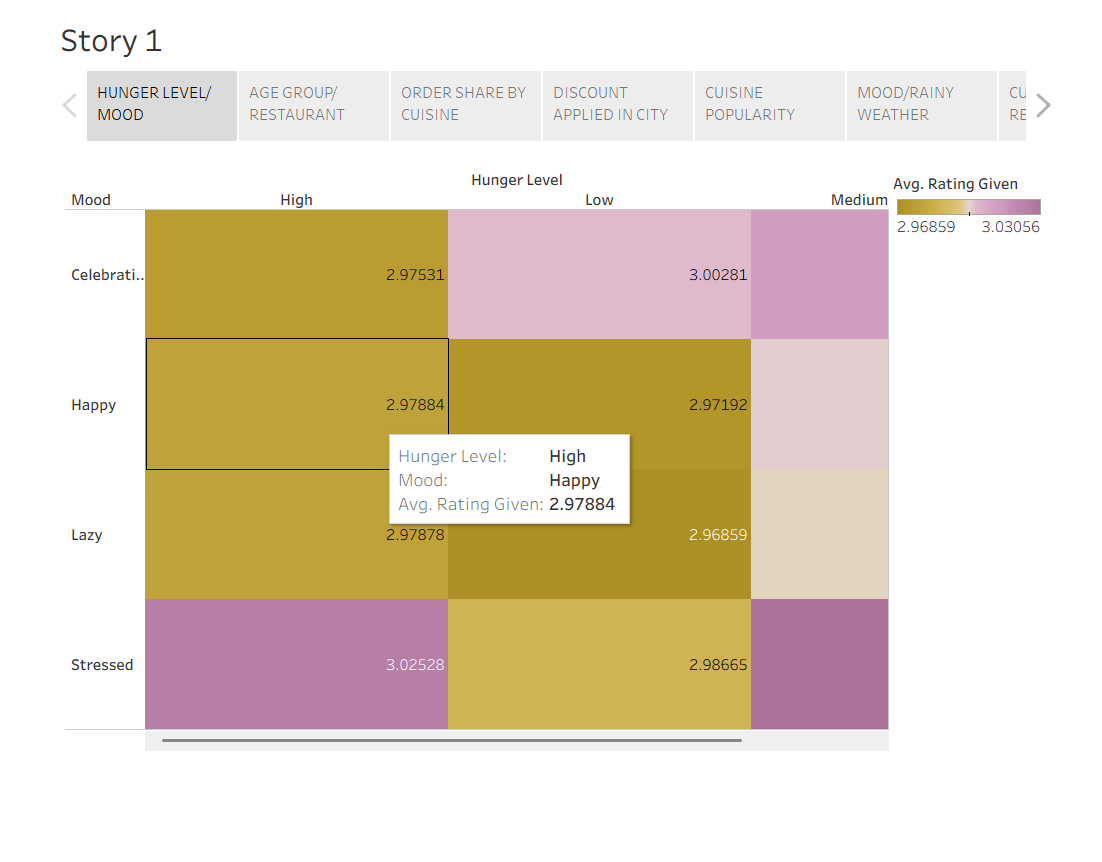 Story 1
HUNGER LEVEL/
MOOD
AGE GROUP/
RESTAURANT
ORDER SHARE BY
CUISINE
DISCOUNT
APPLIED IN CITY
CUISINE
POPULARITY
MOOD/RAINY
WEATHER
CU
RE
Hunger Level
Mood High Low Medium
Avg. Rating Given
2.96859 3.03056
Celebrati.. 2.97531 3.00281
Happy 2.97884 2.97192
Hunger Level: High
Mood: Happy
Avg. Rating Given: 2.97884
Lazy 2.97878 2.96859
Stressed 3.02528 2.98665